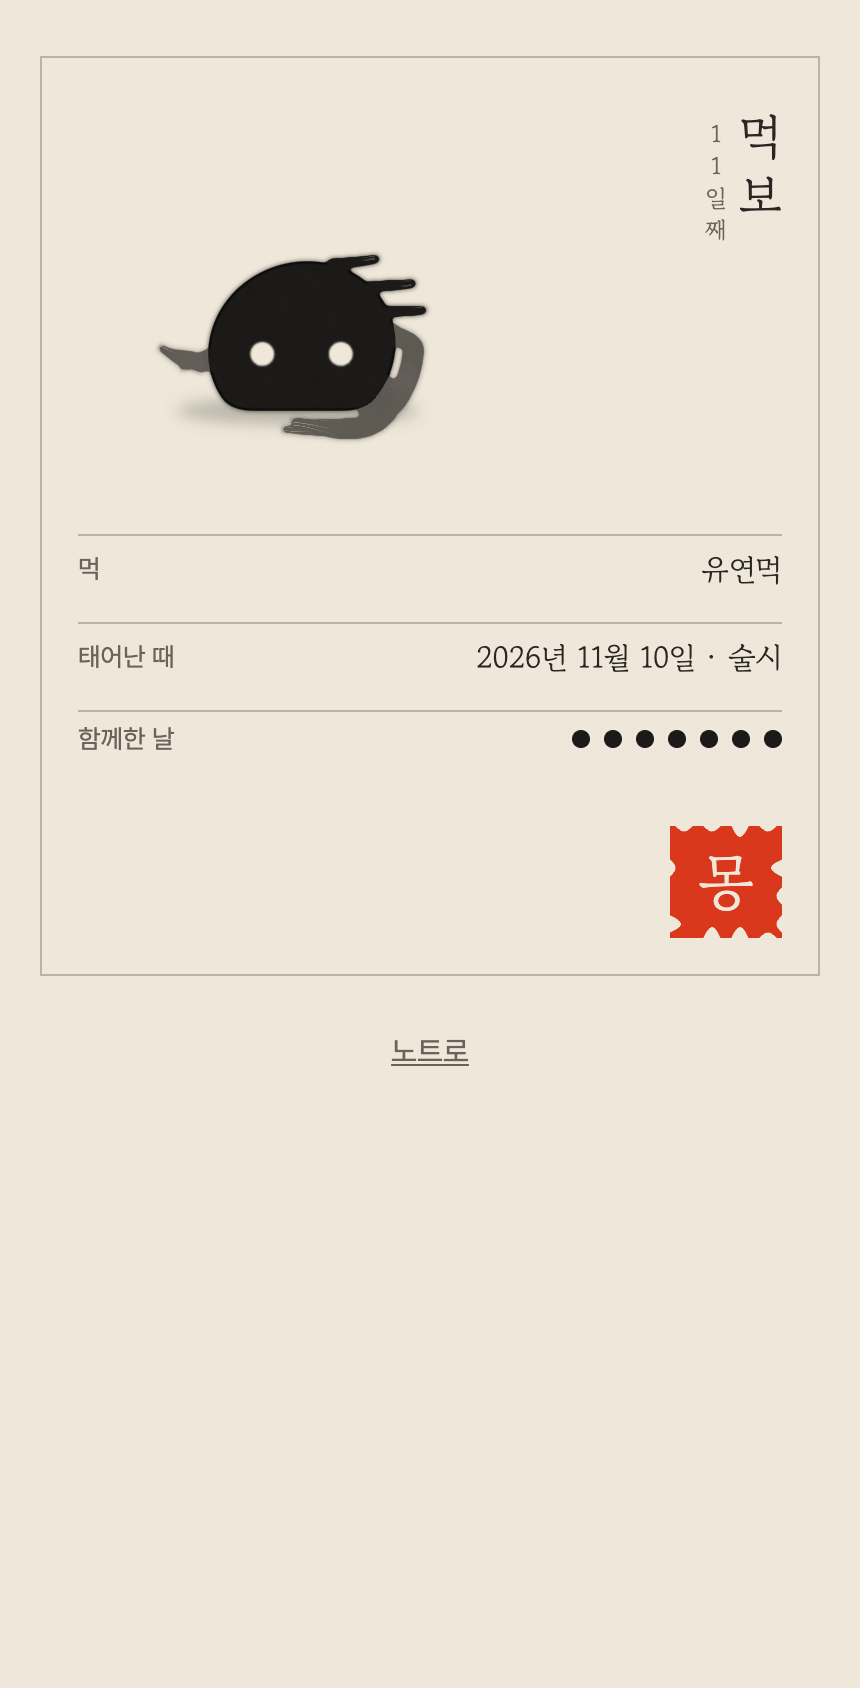 먹보
11일째
먹
유연먹
태어난 때
2026년 11월 10일 · 술시
함께한 날
몽
노트로